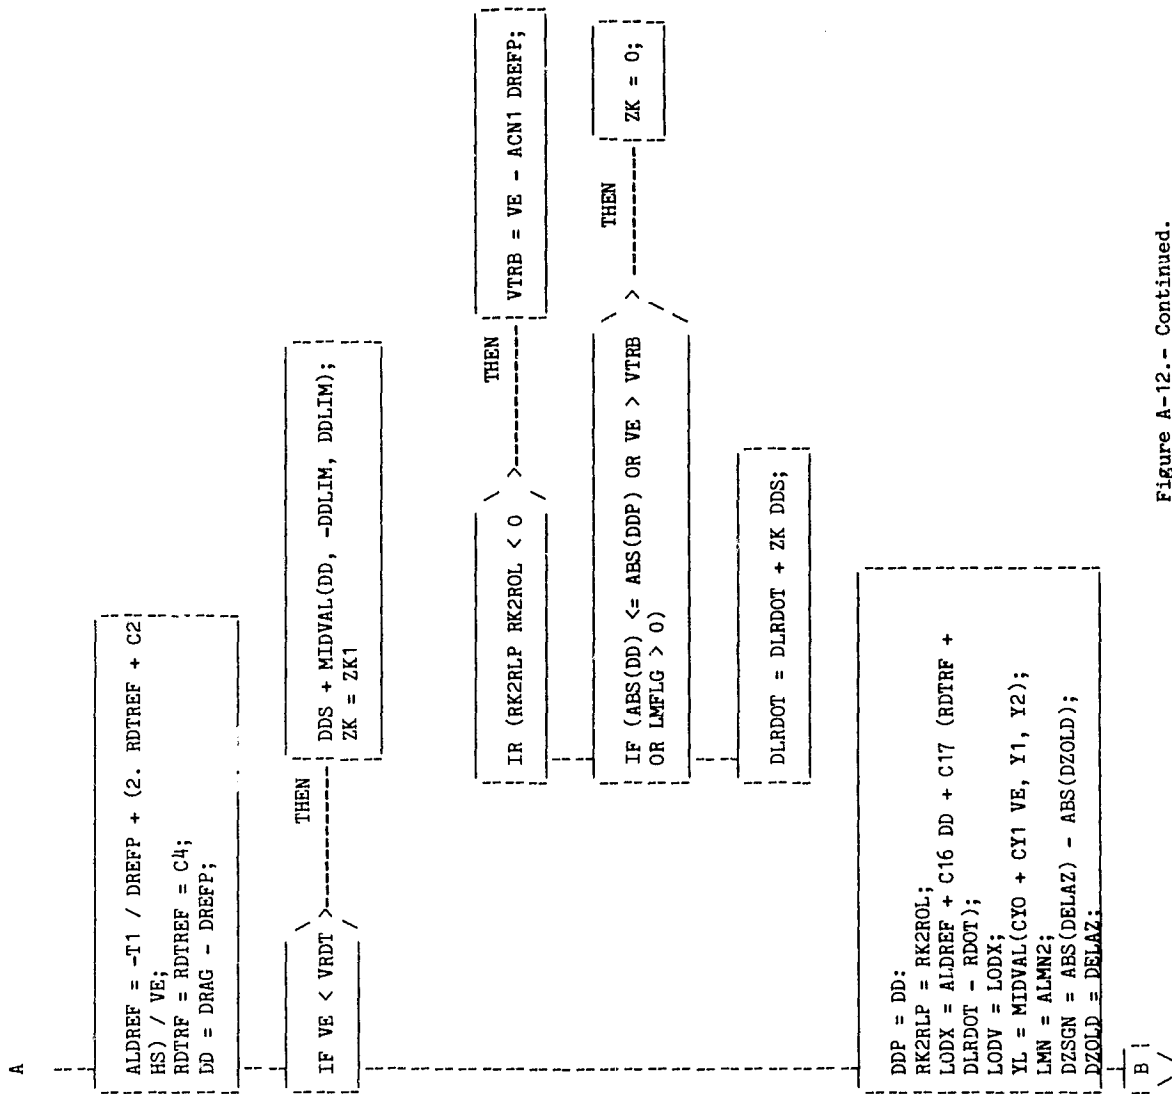 A
ALDREF = -T1 / DREFP + (2. RDTREF + C2
HS) / VE;
RDTRF = RDTREF = C4;
DD = DRAG - DREFP;
IF VE < VRDT
THEN
DDS + MIDVAL(DD, -DDLIM, DDLIM);
ZK = ZK1
IR (RK2RLP RK2ROL < 0
THEN
VTRB = VE - ACN1 DREFP;
IF (ABS(DD) <= ABS(DDP) OR VE > VTRB
OR LMFLG > 0)
THEN
ZK = 0;
DLRDOT = DLRDOT + ZK DDS;
DDP = DD:
RK2RLP = RK2ROL;
LODX = ALDREF + C16 DD + C17 (RDTRF +
DLRDOT - RDOT);
LODV = LODX;
YL = MIDVAL(CY0 + CY1 VE, Y1, Y2);
LMN = ALMN2;
DZSGN = ABS(DELAZ) - ABS(DZOLD);
DZOLD = DELAZ;
B
Figure A-12.- Continued.